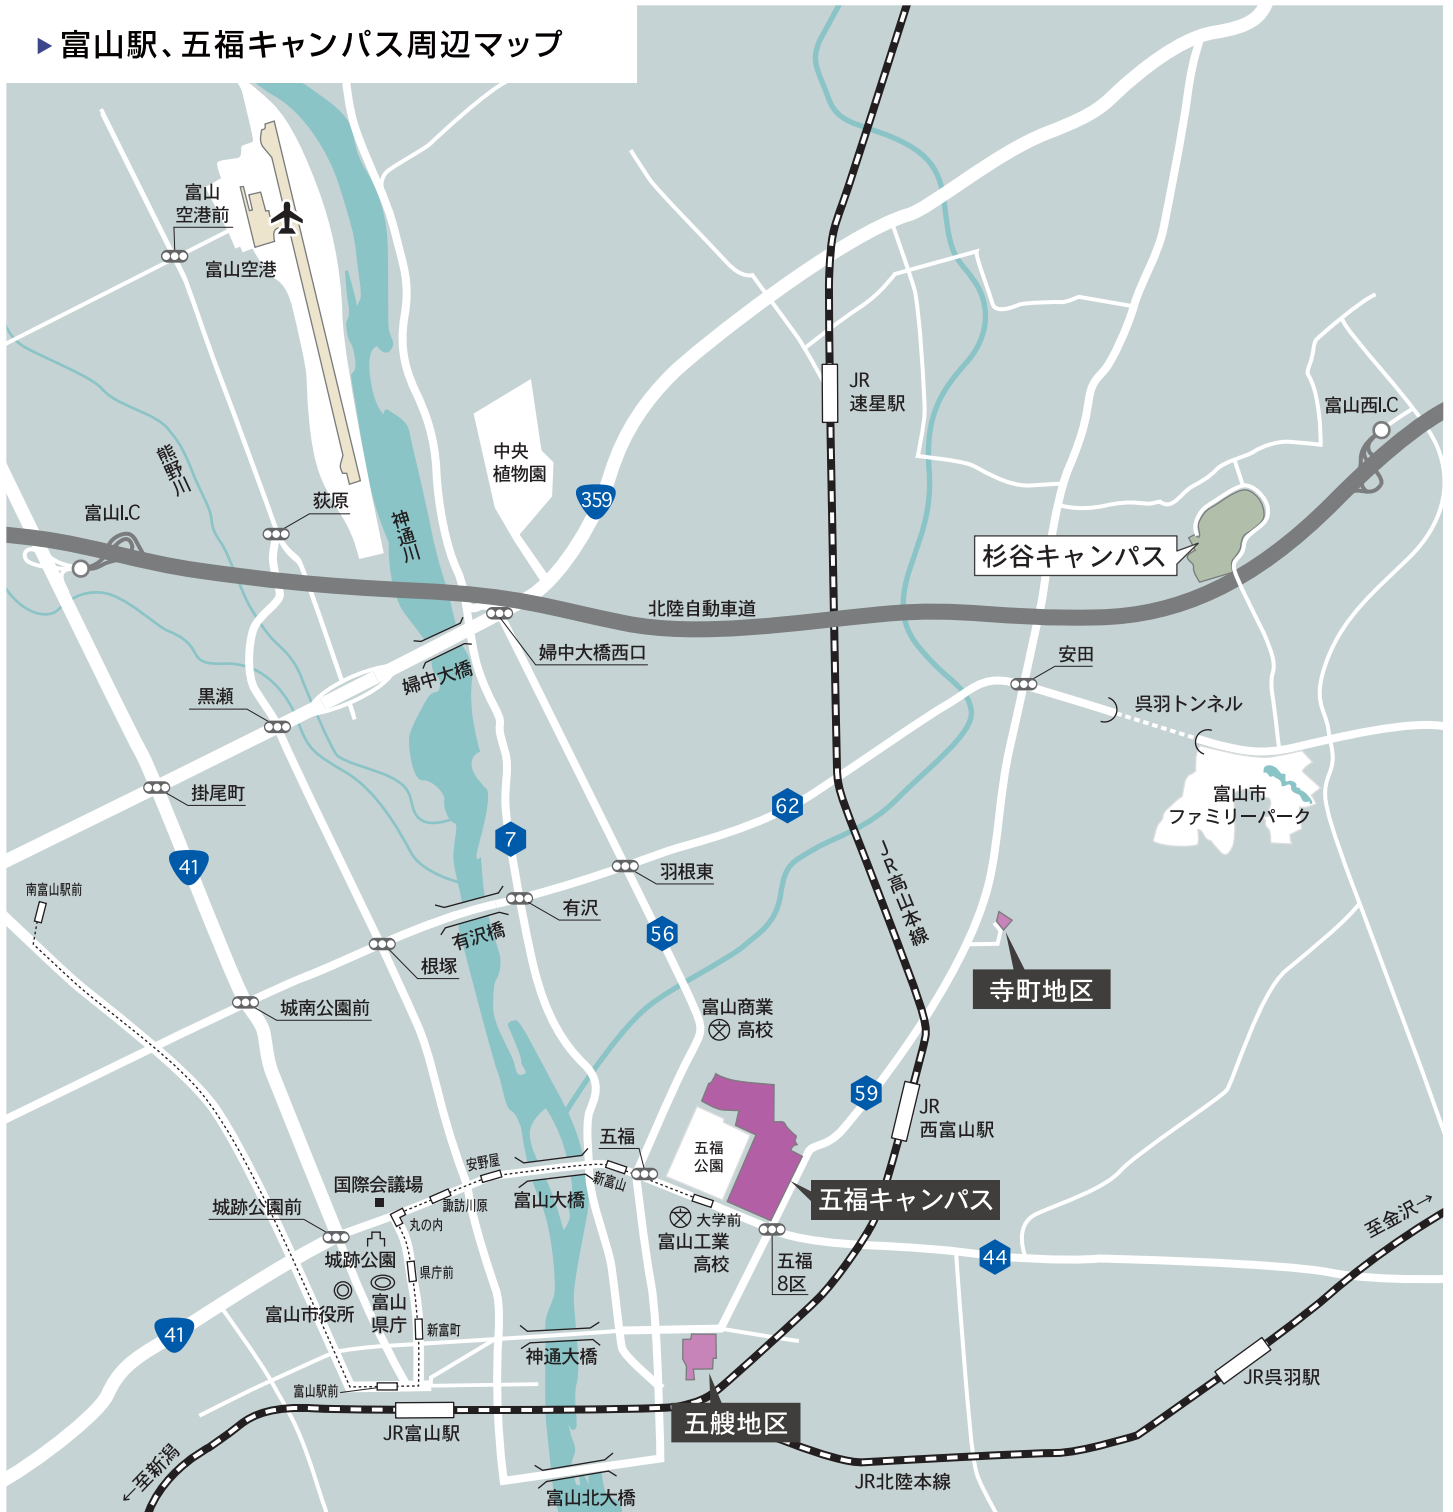 富山駅、五福キャンパス周辺マップ
富山
空港前
富山空港
JR
速星駅
富山西I.C
中央
植物園
熊野川
359
荻原
富山I.C
神通川
杉谷キャンパス
北陸自動車道
婦中大橋西口
安田
婦中大橋
黒瀬
呉羽トンネル
掛尾町
富山市
ファミリーパーク
62
7
41
羽根東
JR高山本線
南富山駅前
有沢
56
有沢橋
根塚
寺町地区
城南公園前
富山商業
高校
文
59
JR
西富山駅
五福
五福
公園
安野屋
国際会議場
新富山
富山大橋
五福キャンパス
諏訪川原
城跡公園前
丸の内
大学前
文
富山工業
高校
至金沢→
城跡公園
44
県庁前
五福
8区
富山市役所
富山
県庁
41
新富町
神通大橋
JR呉羽駅
富山駅前
五艘地区
JR富山駅
←至新潟
JR北陸本線
富山北大橋